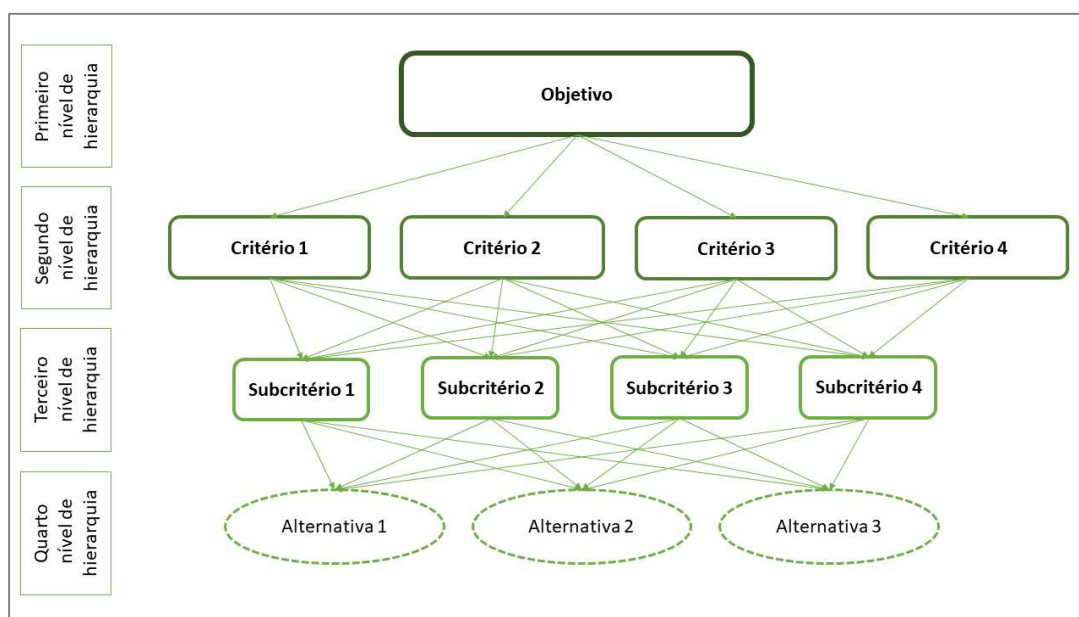 Primeiro
nível de
hierarquia
Objetivo
Segundo
nível de
hierarquia
Critério 1
Critério 2
Critério 3
Critério 4
Terceiro
nível de
hierarquia
Subcritério 1
Subcritério 2
Subcritério 3
Subcritério 4
Quarto
nível de
hierarquia
Alternativa 1
Alternativa 2
Alternativa 3